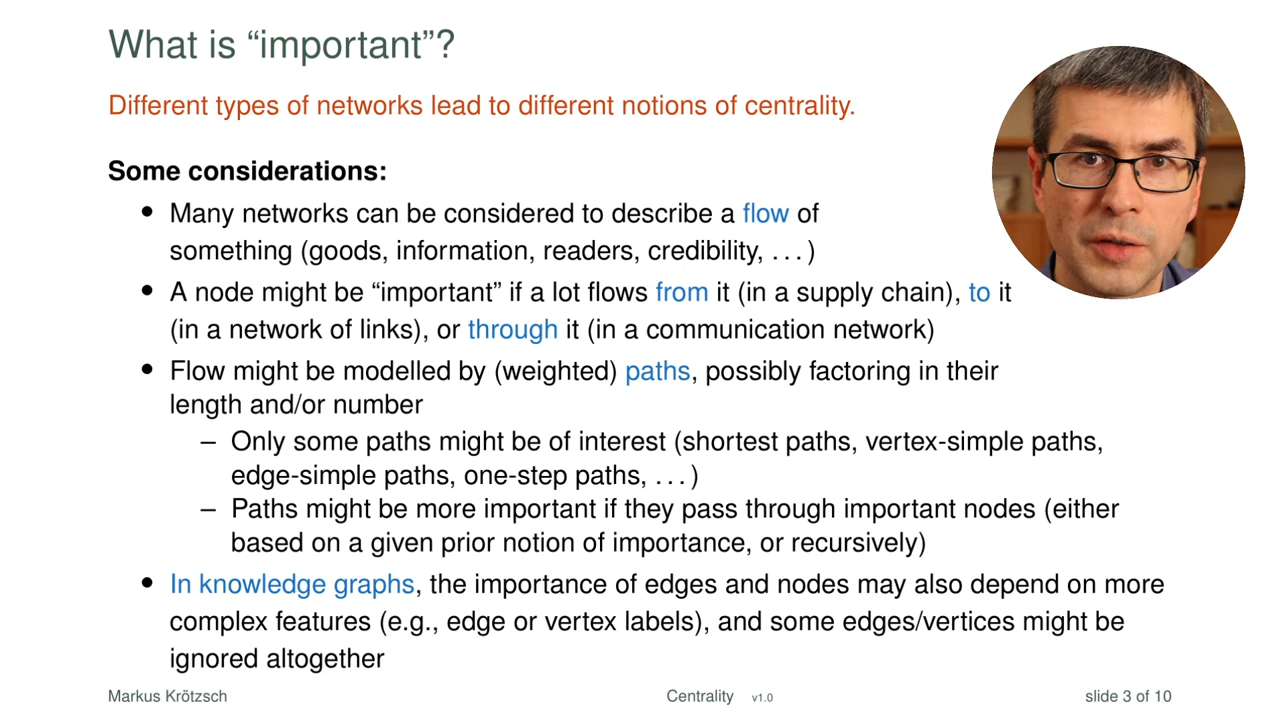 What is “important”?
Different types of networks lead to different notions of centrality.
Some considerations:
• Many networks can be considered to describe a flow of
something (goods, information, readers, credibility, . . . )
• A node might be “important” if a lot flows from it (in a supply chain), to it
(in a network of links), or through it (in a communication network)
• Flow might be modelled by (weighted) paths, possibly factoring in their
length and/or number
– Only some paths might be of interest (shortest paths, vertex-simple paths,
edge-simple paths, one-step paths, . . . )
– Paths might be more important if they pass through important nodes (either
based on a given prior notion of importance, or recursively)
• In knowledge graphs, the importance of edges and nodes may also depend on more
complex features (e.g., edge or vertex labels), and some edges/vertices might be
ignored altogether
Markus Krötzsch Centrality v1.0 slide 3 of 10